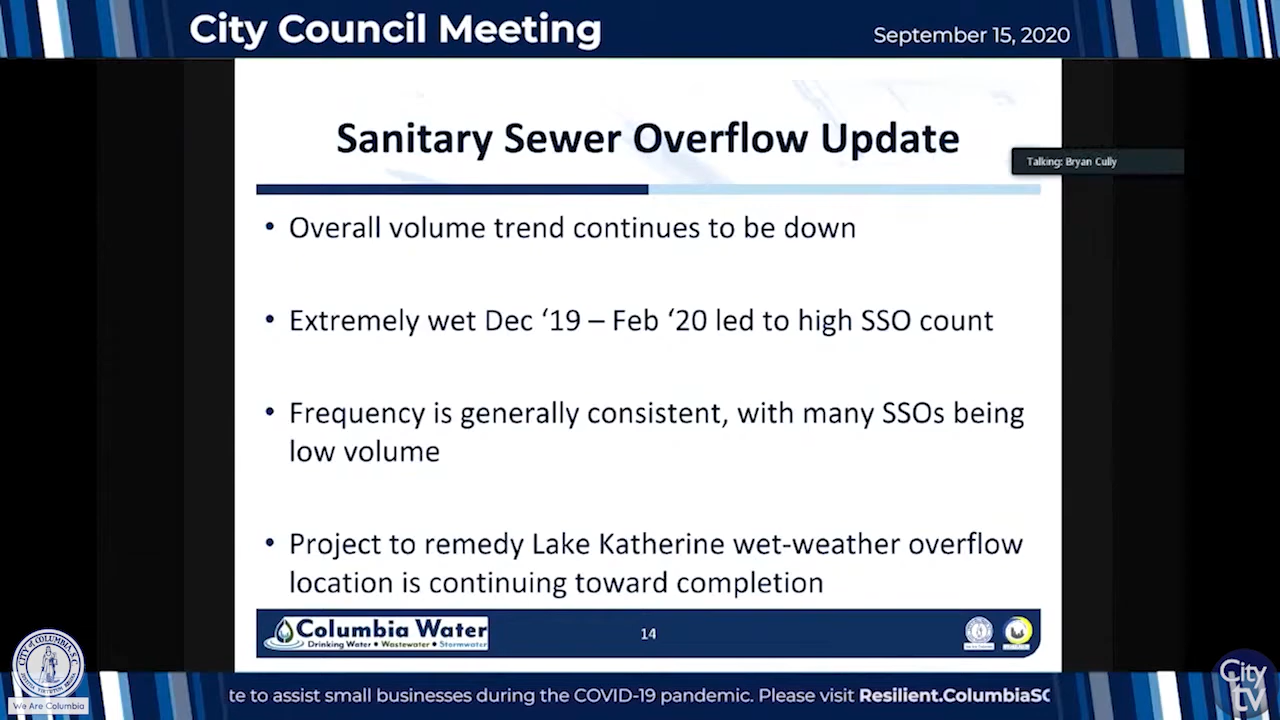 City Council Meeting
September 15, 2020
Sanitary Sewer Overflow Update
Talking: Bryan Cully
• Overall volume trend continues to be down
• Extremely wet Dec ‘19 – Feb ‘20 led to high SSO count
• Frequency is generally consistent, with many SSOs being
low volume
• Project to remedy Lake Katherine wet-weather overflow
location is continuing toward completion
Columbia Water
Drinking Water • Wastewater • Stormwater
14
We Are Columbia
te to assist small businesses during the COVID-19 pandemic. Please visit Resilient.ColumbiaSC
City
tv